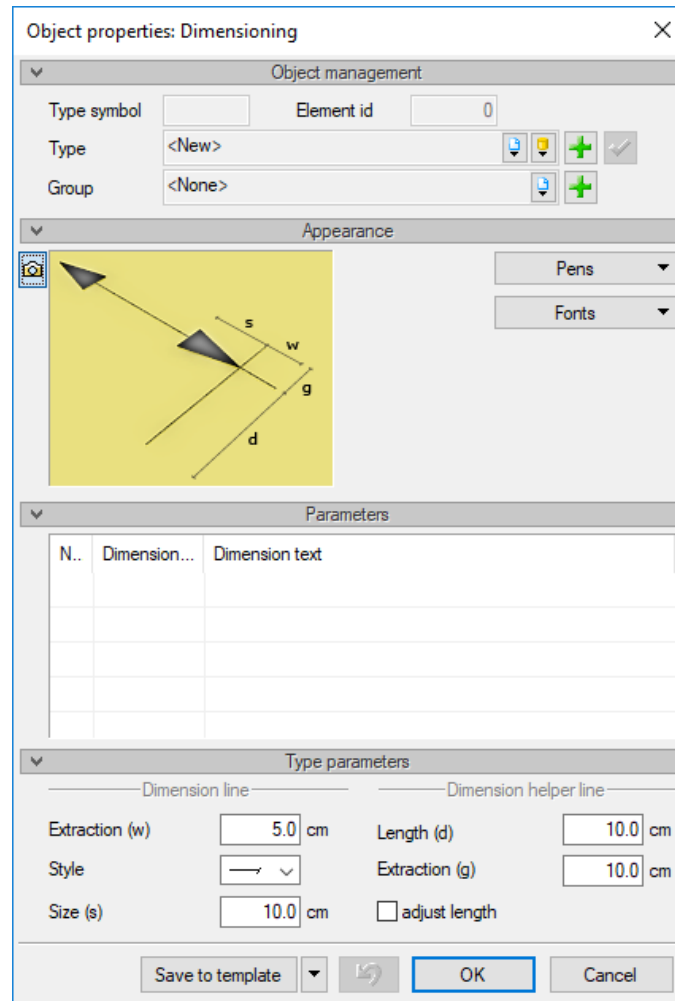 Object properties: Dimensioning
Object management
Type symbol Element id 0
Type <New>
Group <None>
Appearance
Pens
Fonts
s
w
g
d
Parameters
N.. Dimension... Dimension text
Type parameters
Dimension line Dimension helper line
Extraction (w) 5.0 cm Length (d) 10.0 cm
Style Extraction (g) 10.0 cm
Size (s) 10.0 cm adjust length
Save to template OK Cancel